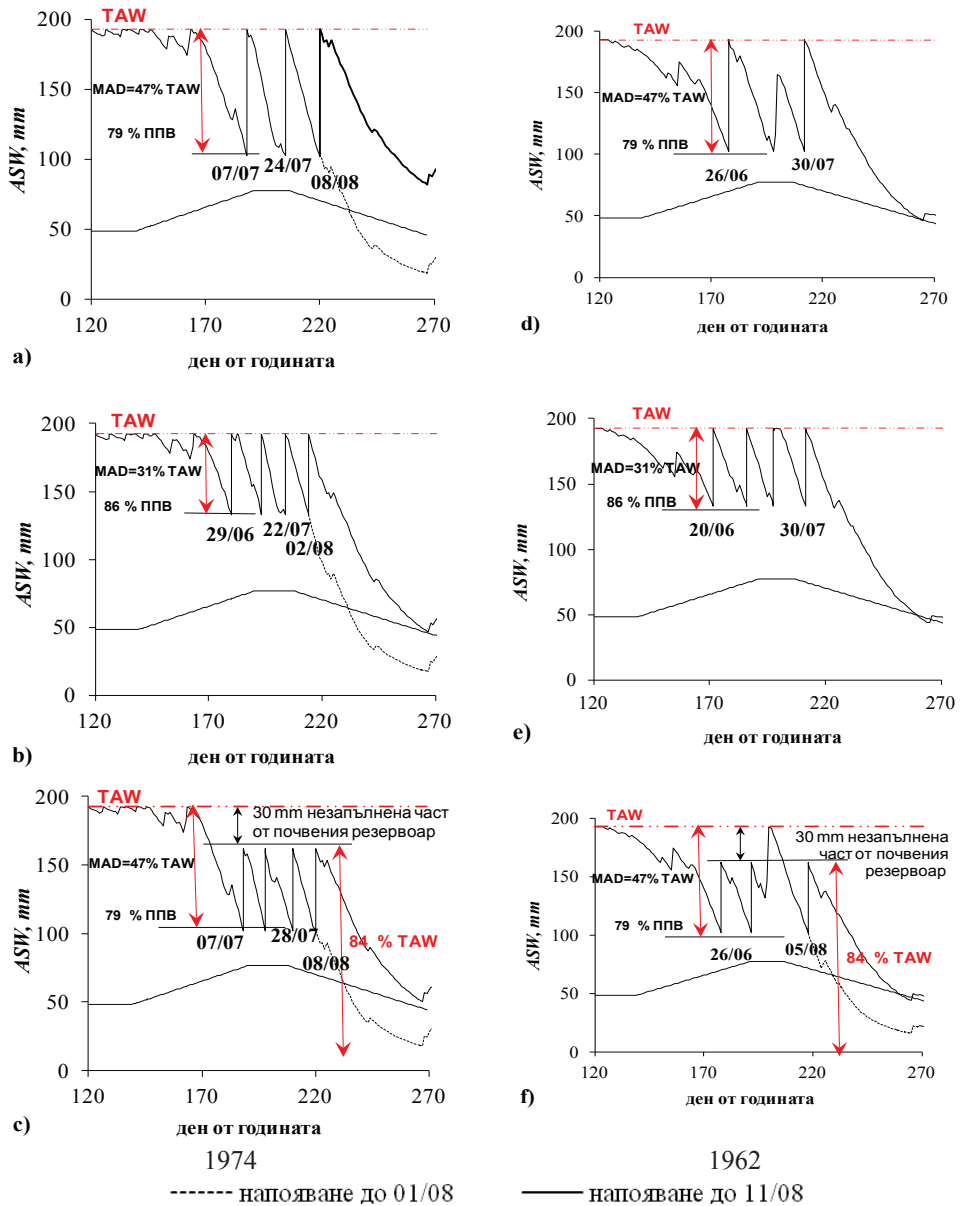 TAW
200
MAD=47% TAW
150
79 % ППВ
ASW, mm
100
07/07
24/07
08/08
50
0
120 170 220 270
ден от годината
a)
TAW
200
MAD=47% TAW
150
79 % ППВ
ASW, mm
100
26/06
30/07
50
0
120 170 220 270
ден от годината
d)
TAW
200
MAD=31% TAW
150
86 % ППВ
ASW, mm
29/06
22/07
02/08
100
50
0
120 170 220 270
ден от годината
b)
TAW
200
MAD=31% TAW
150
86 % ППВ
ASW, mm
20/06
30/07
100
50
0
120 170 220 270
ден от годината
e)
TAW
200
30 mm незапълнена част
от почвения резервоар
MAD=47% TAW
150
79 % ППВ
ASW, mm
100
07/07
28/07
08/08
84 % TAW
50
0
120 170 220 270
ден от годината
c)
TAW
200
30 mm незапълнена
част от почвения
резервоар
MAD=47% TAW
150
79 % ППВ
ASW, mm
100
26/06
05/08
84 % TAW
50
0
120 170 220 270
ден от годината
f)
1974
1962
напояване до 01/08
напояване до 11/08